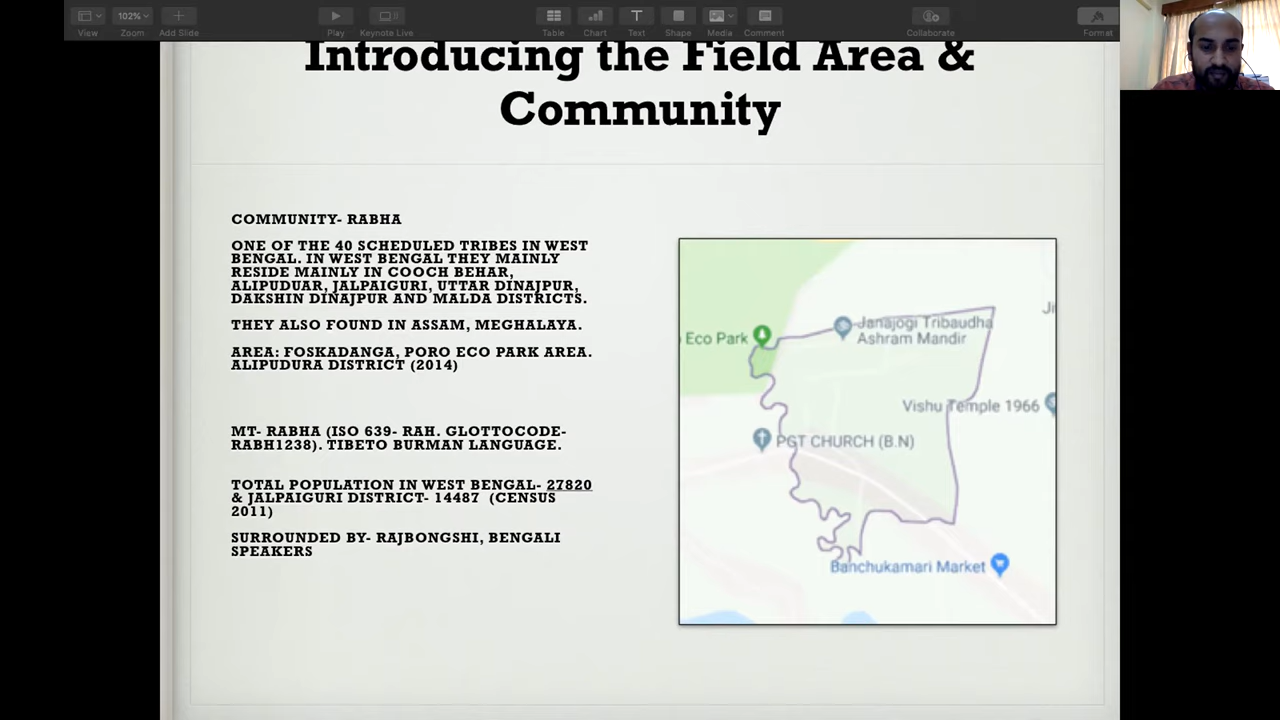 View
102%
Zoom
Add Slide
Play
Keynote Live
Table
Chart
Text
Shape
Media
Comment
Collaborate
Format
Introducing the Field Area &
Community
COMMUNITY- RABHA
ONE OF THE 40 SCHEDULED TRIBES IN WEST
BENGAL. IN WEST BENGAL THEY MAINLY
RESIDE MAINLY IN COOCH BEHAR,
ALIPUDUAR, JALPAIGURI, UTTAR DINAJPUR,
DAKSHIN DINAJPUR AND MALDA DISTRICTS.
THEY ALSO FOUND IN ASSAM, MEGHALAYA.
AREA: FOSKADANGA, PORO ECO PARK AREA.
ALIPUDURA DISTRICT (2014)
MT- RABHA (ISO 639- RAH. GLOTTOCODE-
RABH1238). TIBETO BURMAN LANGUAGE.
TOTAL POPULATION IN WEST BENGAL- 27820
& JALPAIGURI DISTRICT- 14487 (CENSUS
2011)
SURROUNDED BY- RAJBONGSHI, BENGALI
SPEAKERS
Eco Park
Janajogi Tribaudha
Ashram Mandir
Ji
Vishu Temple 1966
PGT CHURCH (B.N)
Banchukamari Market